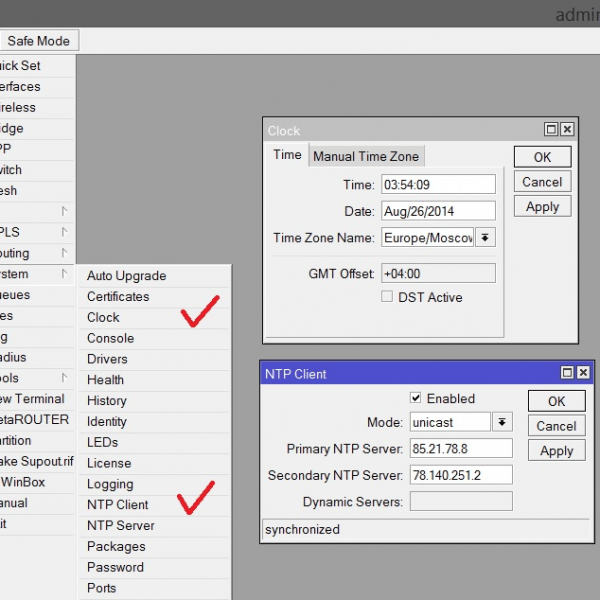 admin
Safe Mode
uick Set
erfaces
ireless
idge
PP
witch
esh
PLS
outing
ystem
ueues
es
g
adius
ools
ew Terminal
etaROUTER
artition
ake Supout.rif
WinBox
anual
it
Auto Upgrade
Certificates
Clock
Console
Drivers
Health
History
Identity
LEDs
License
Logging
NTP Client
NTP Server
Packages
Password
Ports
Clock
Time Manual Time Zone
OK
Cancel
Apply
Time: 03:54:09
Date: Aug/26/2014
Time Zone Name: Europe/Moscow
GMT Offset: +04:00
DST Active
NTP Client
Enabled
OK
Cancel
Apply
Mode: unicast
Primary NTP Server: 85.21.78.8
Secondary NTP Server: 78.140.251.2
Dynamic Servers:
synchronized